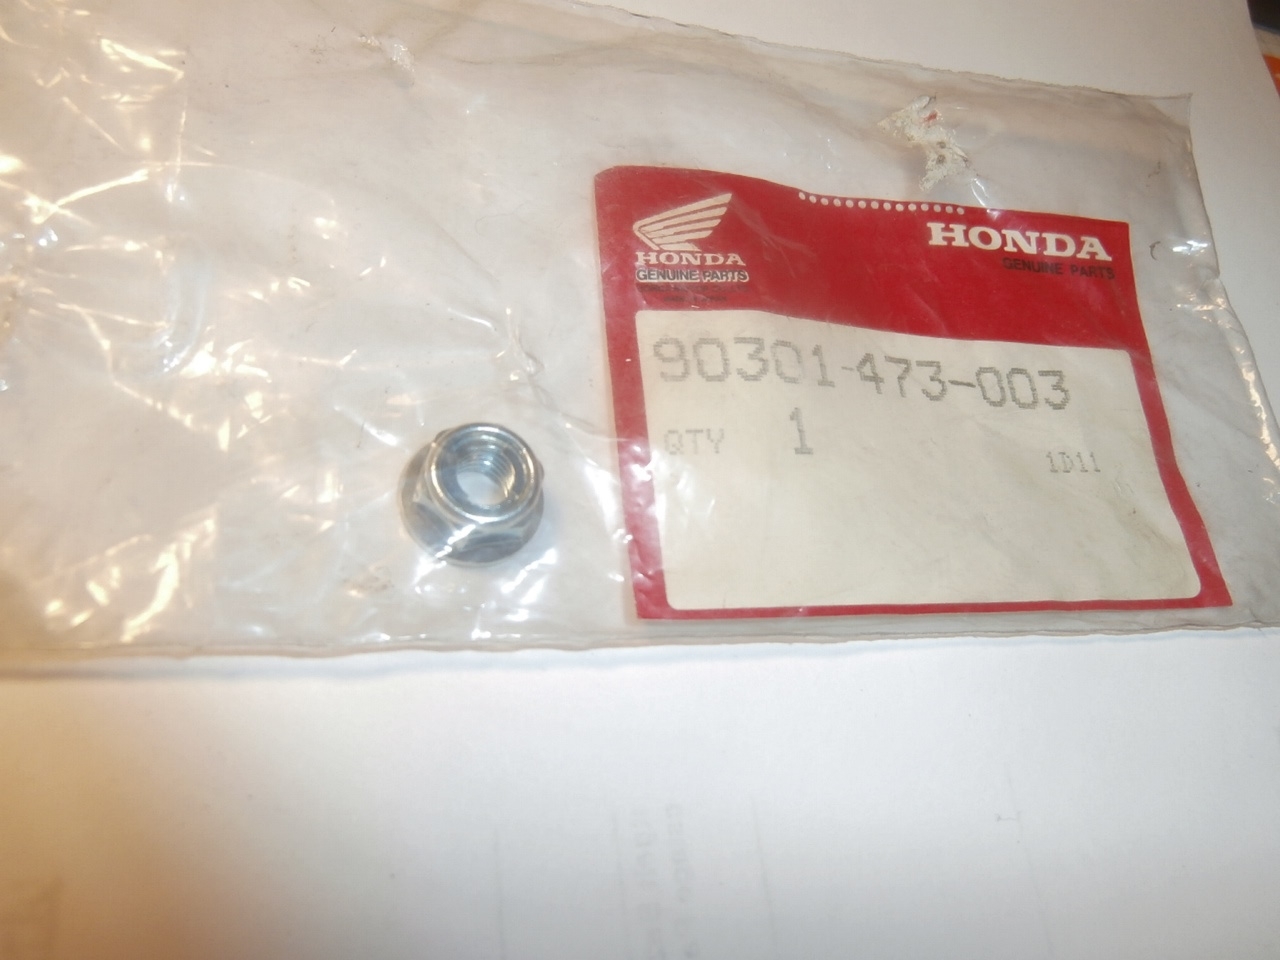 HONDA
GENUINE PARTS
HONDA
GENUINE PARTS
90301-473-003
QTY 1
1D11